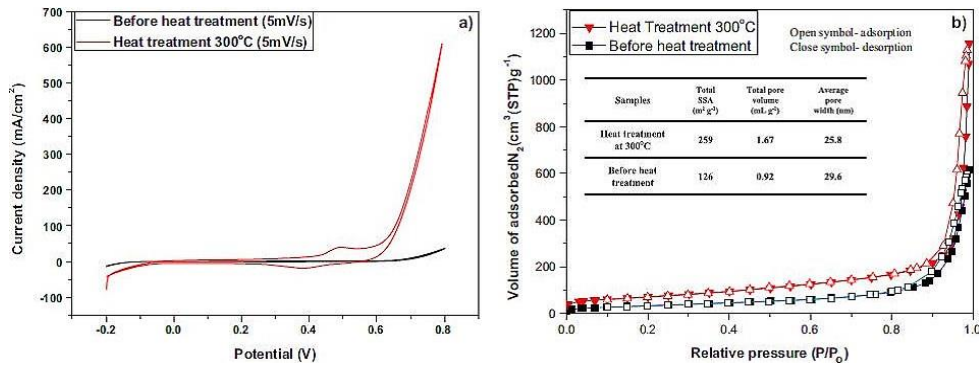 a)
Before heat treatment (5mV/s)
Heat treatment 300°C (5mV/s)
700
600
500
400
300
200
100
0
-100
-0.2
0.0
0.2
0.4
0.6
0.8
Current density (mA/cm²)
Potential (V)
b)
Heat Treatment 300°C
Before heat treatment
Open symbol- adsorption
Close symbol- desorption
Samples
Total
SSA
(m² g⁻¹)
Total pore
volume
(mL g⁻¹)
Average
pore
width (nm)
Heat treatment
at 300°C
259
1.67
25.8
Before heat
treatment
126
0.92
29.6
1200
1000
800
600
400
200
0
0.0
0.2
0.4
0.6
0.8
1.0
Volume of adsorbedN₂(cm³(STP)g⁻¹)
Relative pressure (P/P₀)